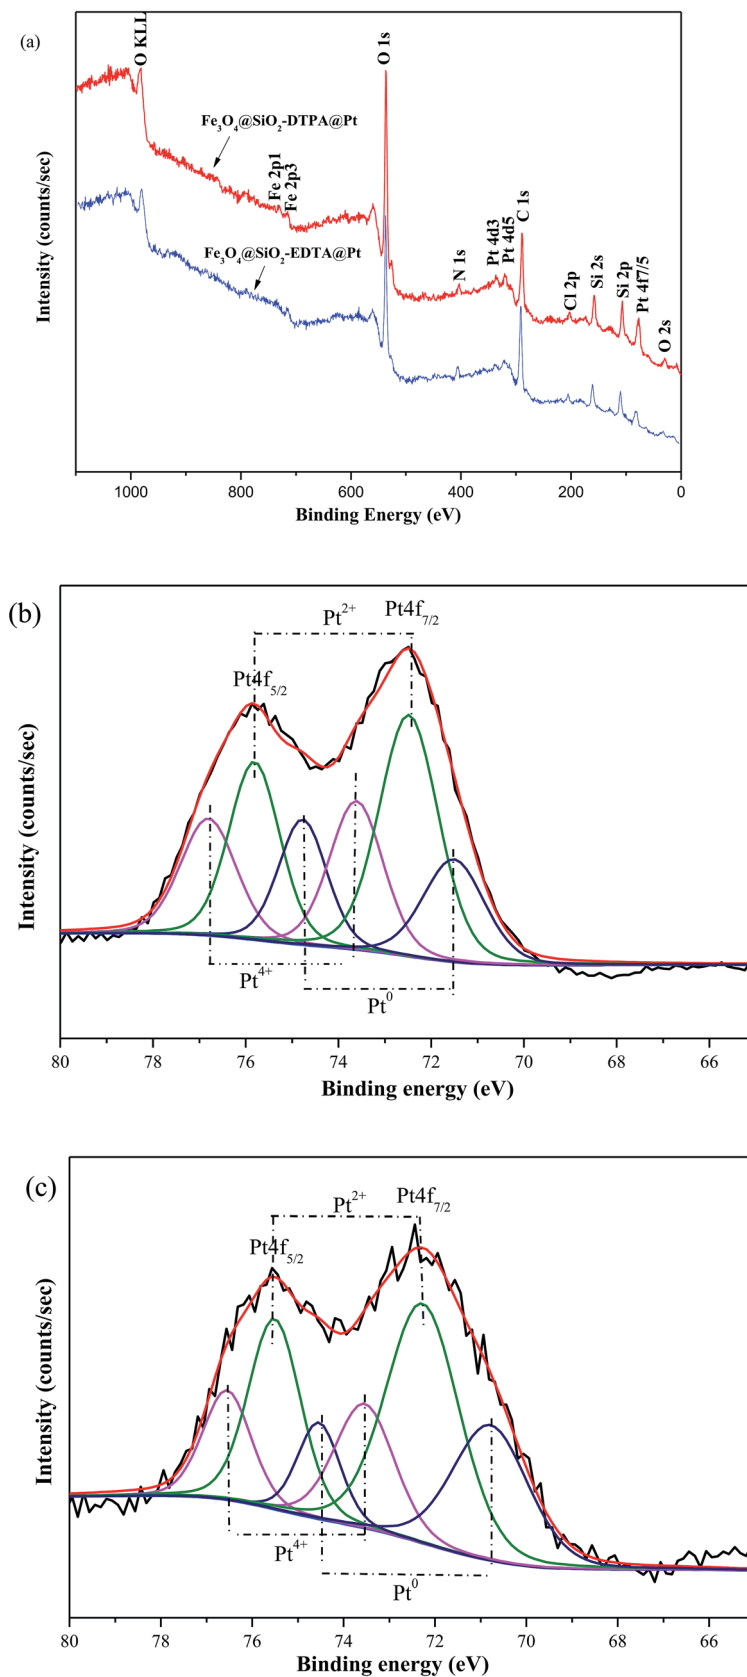 (a)
O KLL
O 1s
Fe₃O₄@SiO₂-DTPA@Pt
Fe 2p1
Fe 2p3
Fe₃O₄@SiO₂-EDTA@Pt
N 1s
Pt 4d3
Pt 4d5
C 1s
Cl 2p
Si 2s
Si 2p
Pt 4f7/5
O 2s
Intensity (counts/sec)
1000 800 600 400 200 0
Binding Energy (eV)
(b)
Pt²⁺
Pt4f₇/₂
Pt4f₅/₂
Pt⁴⁺
Pt⁰
Intensity (counts/sec)
80 78 76 74 72 70 68 66
Binding energy (eV)
(c)
Pt²⁺
Pt4f₇/₂
Pt4f₅/₂
Pt⁴⁺
Pt⁰
Intensity (counts/sec)
80 78 76 74 72 70 68 66
Binding energy (eV)